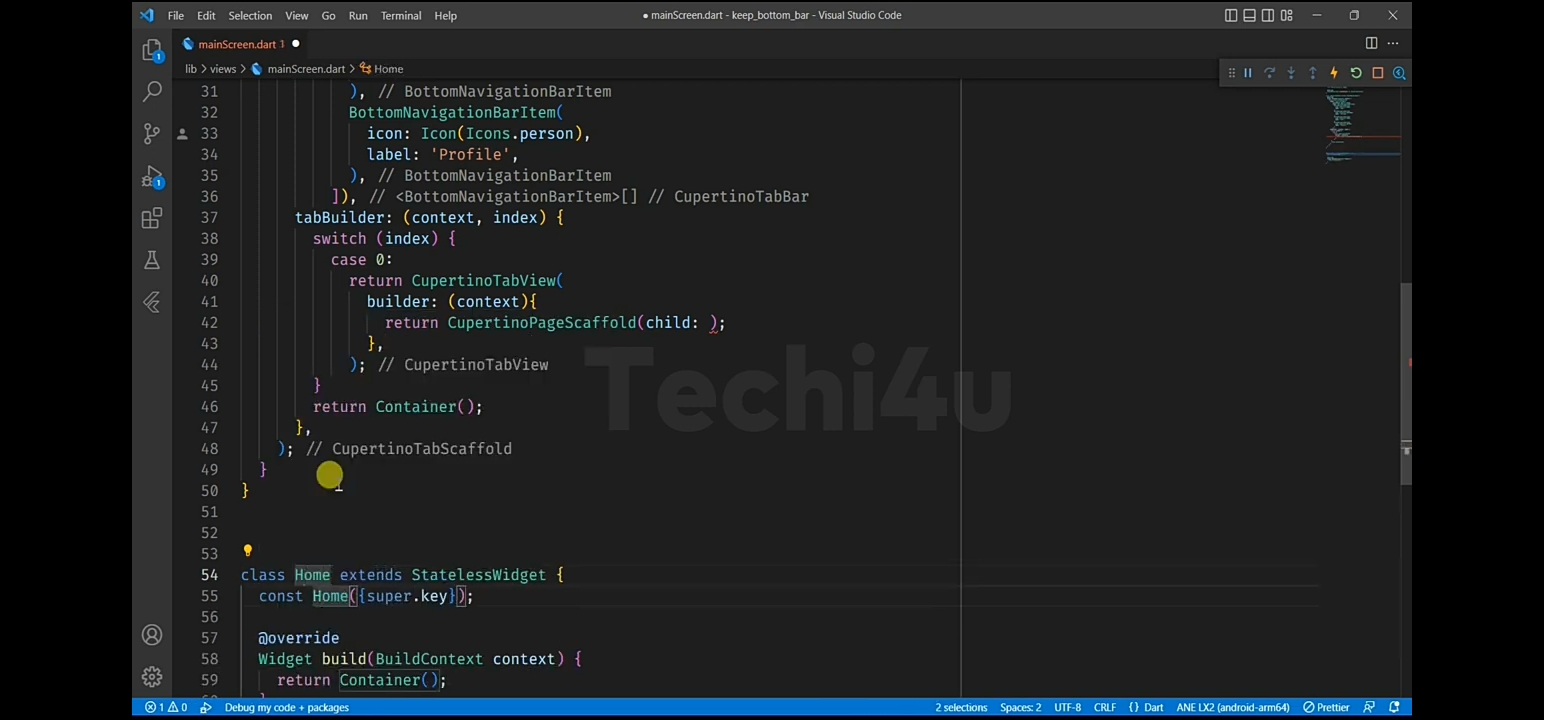 File Edit Selection View Go Run Terminal Help
● mainScreen.dart - keep_bottom_bar - Visual Studio Code
mainScreen.dart 1 ●
lib > views > mainScreen.dart > Home
31 ), // BottomNavigationBarItem
32 BottomNavigationBarItem(
33 icon: Icon(Icons.person),
34 label: 'Profile',
35 ), // BottomNavigationBarItem
36 ]), // <BottomNavigationBarItem>[] // CupertinoTabBar
37 tabBuilder: (context, index) {
38 switch (index) {
39 case 0:
40 return CupertinoTabView(
41 builder: (context){
42 return CupertinoPageScaffold(child: );
43 },
44 ); // CupertinoTabView
45 }
46 return Container();
47 },
48 ); // CupertinoTabScaffold
49 }
50 }
51
52
53
54 class Home extends StatelessWidget {
55 const Home({super.key});
56
57 @override
58 Widget build(BuildContext context) {
59 return Container();
Techi4u
1 0 Debug my code + packages 2 selections Spaces: 2 UTF-8 CRLF {} Dart ANE LX2 (android-arm64) Prettier